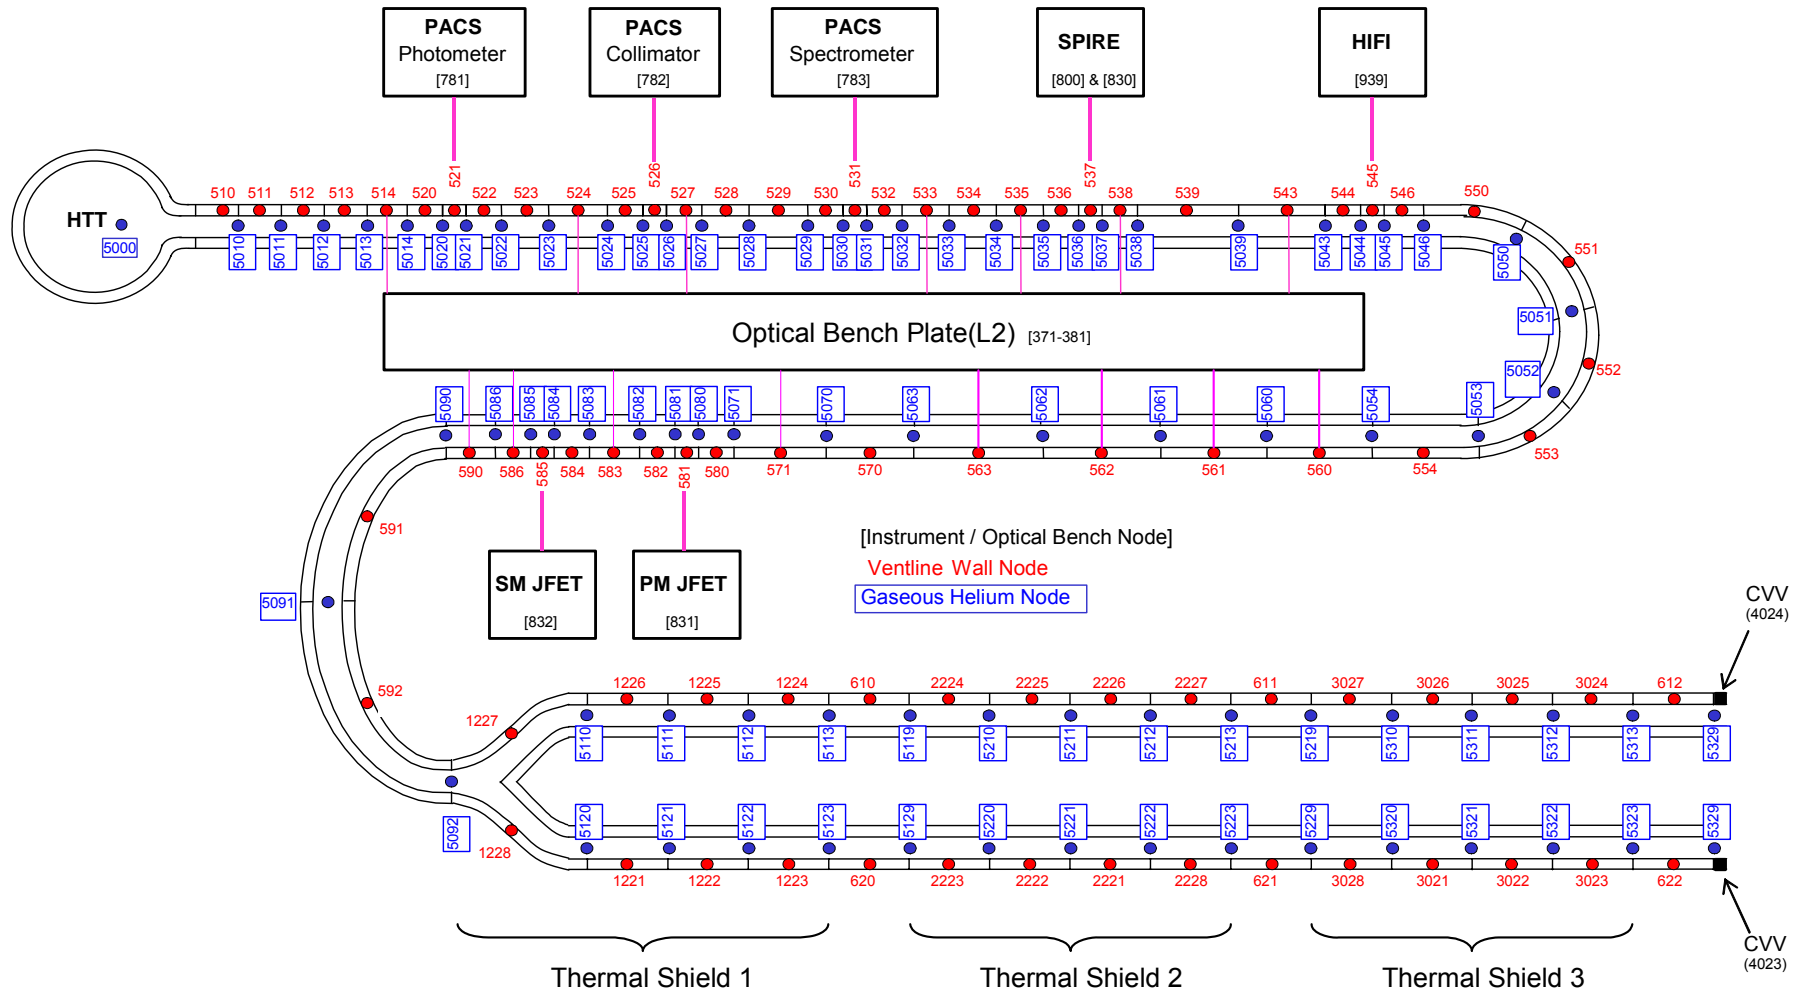 PACS
Photometer
[781]
PACS
Collimator
[782]
PACS
Spectrometer
[783]
SPIRE
[800] & [830]
HIFI
[939]
521 526 531 537 545
510 511 512 513 514 520 522 523 524 525 527 528 529 530 532 533 534 535 536 538 539 543 544 546 550
HTT
5000
5010 5011 5012 5013 5014 5020 5021 5022 5023 5024 5025 5026 5027 5028 5029 5030 5031 5032 5033 5034 5035 5036 5037 5038 5039 5043 5044 5045 5046 5050
551
5051
Optical Bench Plate(L2) [371-381]
552
5052
5090 5086 5085 5084 5083 5082 5081 5080 5071 5070 5063 5062 5061 5060 5054 5053
553
590 586 585 584 583 582 581 580 571 570 563 562 561 560 554
591
[Instrument / Optical Bench Node]
Ventline Wall Node
Gaseous Helium Node
SM JFET
[832]
PM JFET
[831]
5091
CVV
(4024)
592
1227
1226 1225 1224 610 2224 2225 2226 2227 611 3027 3026 3025 3024 612
5110 5111 5112 5113 5119 5210 5211 5212 5213 5219 5310 5311 5312 5313 5329
5120 5121 5122 5123 5129 5220 5221 5222 5223 5229 5320 5321 5322 5323 5329
5092
1228
1221 1222 1223 620 2223 2222 2221 2228 621 3028 3021 3022 3023 622
CVV
(4023)
Thermal Shield 1
Thermal Shield 2
Thermal Shield 3